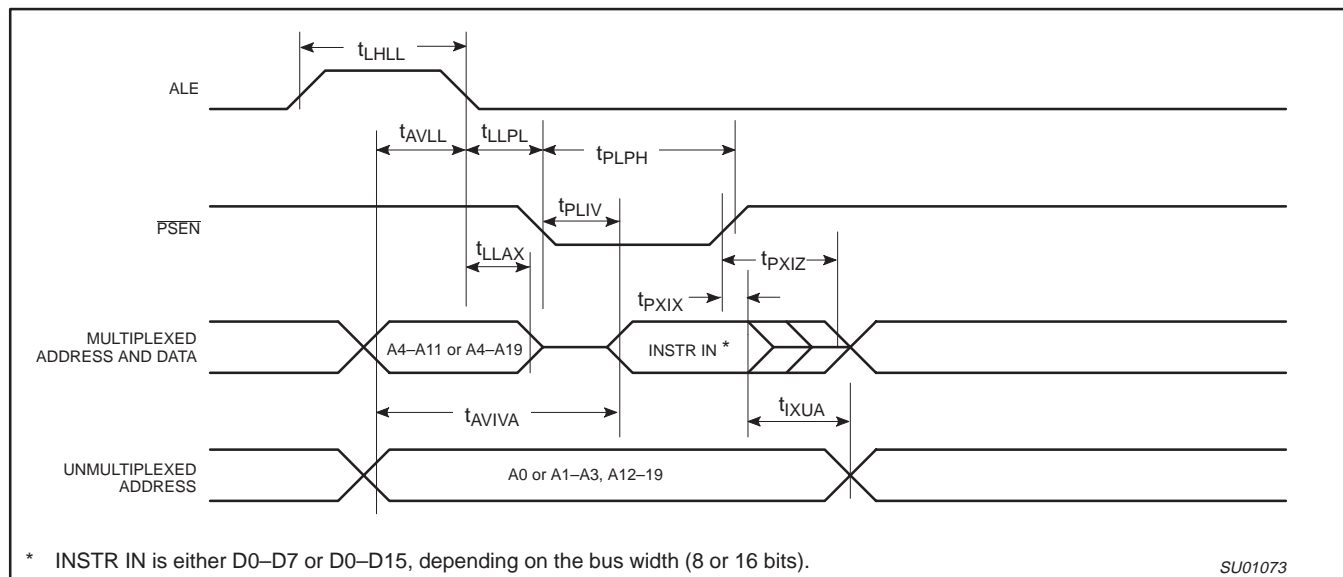 tLHLL
ALE
tAVLL
tLLPL
tPLPH
PSEN
tPLIV
tLLAX
tPXIZ
tPXIX
MULTIPLEXED
ADDRESS AND DATA
A4–A11 or A4–A19
INSTR IN *
tAVIVA
tIXUA
UNMULTIPLEXED
ADDRESS
A0 or A1–A3, A12–19
* INSTR IN is either D0–D7 or D0–D15, depending on the bus width (8 or 16 bits).
SU01073